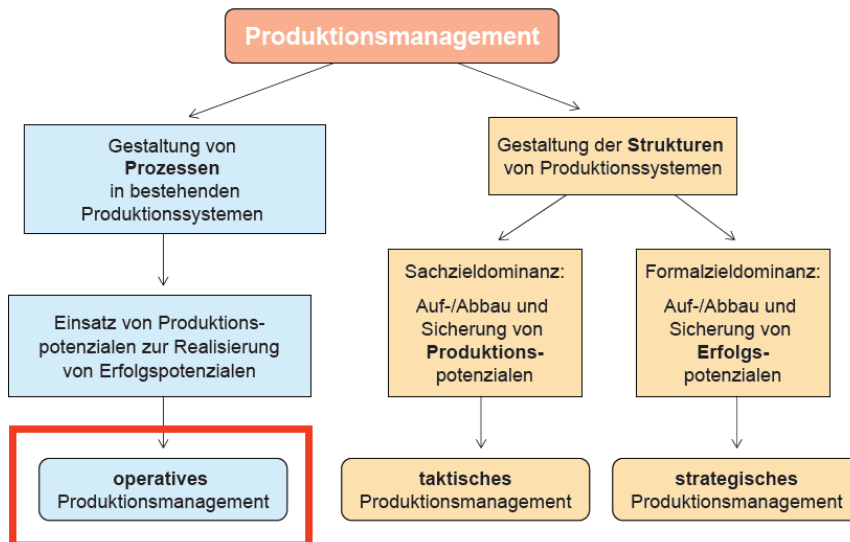 Produktionsmanagement
Gestaltung von
Prozessen
in bestehenden
Produktionssystemen
Gestaltung der Strukturen
von Produktionssystemen
Einsatz von Produktions-
potenzialen zur Realisierung
von Erfolgspotenzialen
Sachzieldominanz:
Auf-/Abbau und
Sicherung von
Produktions-
potenzialen
Formalzieldominanz:
Auf-/Abbau und
Sicherung von
Erfolgs-
potenzialen
operatives
Produktionsmanagement
taktisches
Produktionsmanagement
strategisches
Produktionsmanagement